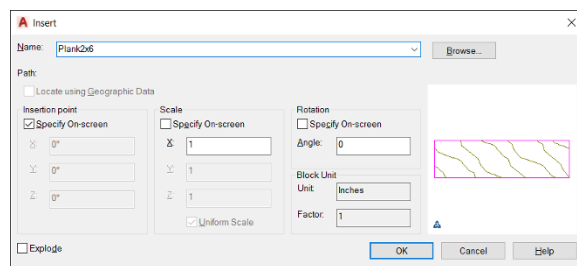 Insert
Name: Plank2x6 Browse...
Path:
Locate using Geographic Data
Insertion point Scale Rotation
Specify On-screen Specify On-screen Specify On-screen
X: 0" X: 1 Angle: 0
Y: 0" Y: 1 Block Unit
Z: 0" Z: 1 Unit: Inches
Uniform Scale Factor: 1
Explode OK Cancel Help